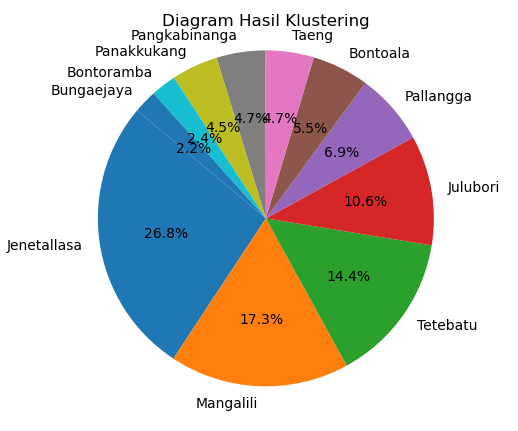 Diagram Hasil Klustering
Pangkabinanga
Taeng
Panakkukang
Bontoala
Bontoramba
Bungaejaya
Pallangga
4.7%
4.7%
4.5%
5.5%
2.4%
2.2%
6.9%
Julubori
10.6%
Jenetallasa
26.8%
14.4%
17.3%
Tetebatu
Mangalili